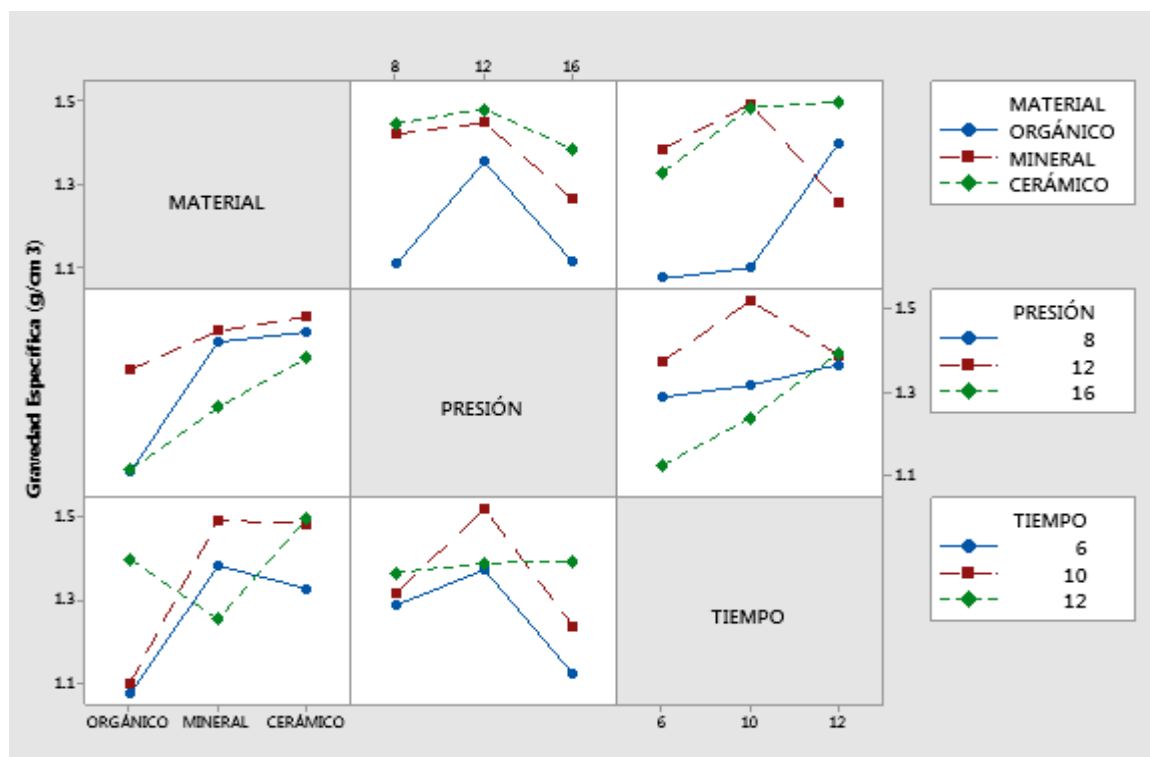 8 12 16
1.5
1.3
1.1
Gravedad Específica (g/cm 3)
MATERIAL
MATERIAL
ORGÁNICO
MINERAL
CERÁMICO
PRESIÓN
1.5
1.3
1.1
PRESIÓN
8
12
16
1.5
1.3
1.1
TIEMPO
TIEMPO
6
10
12
ORGÁNICO MINERAL CERÁMICO
6 10 12